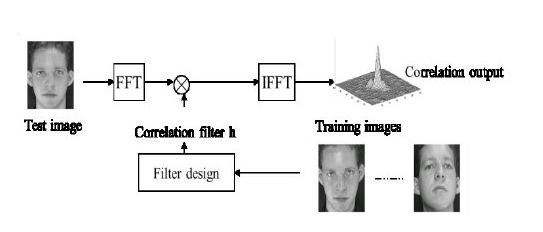 FFT
IFFT
Correlation output
Test image
Correlation filter h
Training images
Filter design